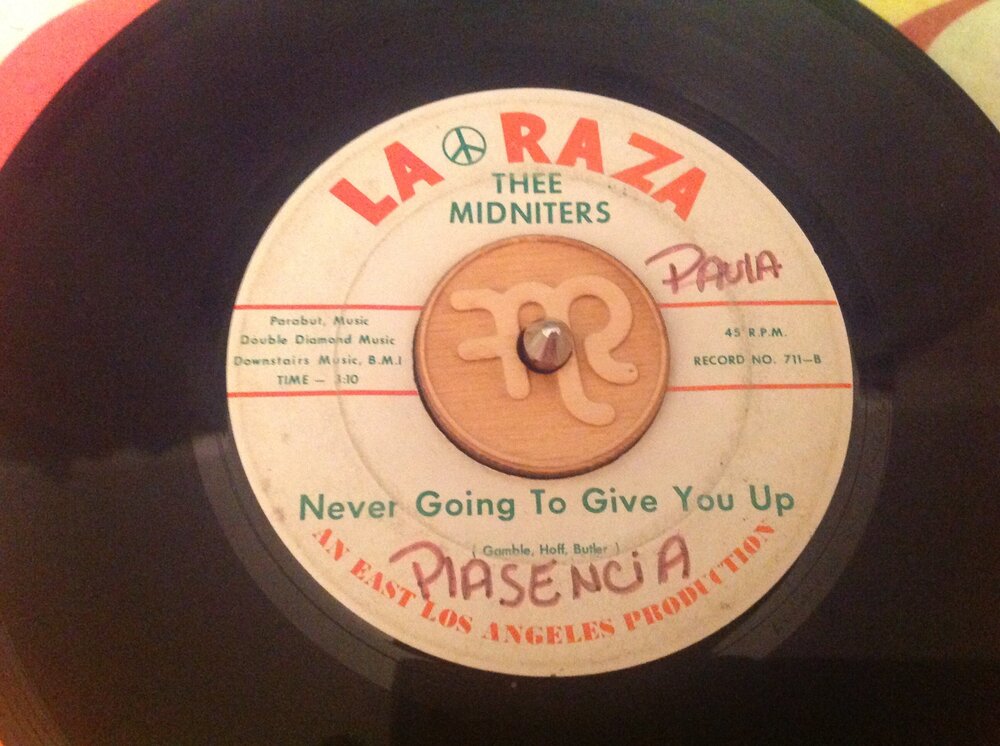 LA RAZA
THEE
MIDNITERS
PAULA
Parabut, Music
Double Diamond Music
Downstairs Music, B.M.I
TIME — 3:10
45 R.P.M.
RECORD NO. 711-B
Never Going To Give You Up
( Gamble, Hoff, Butler )
PlASENCiA
AN EAST LOS ANGELES PRODUCTION